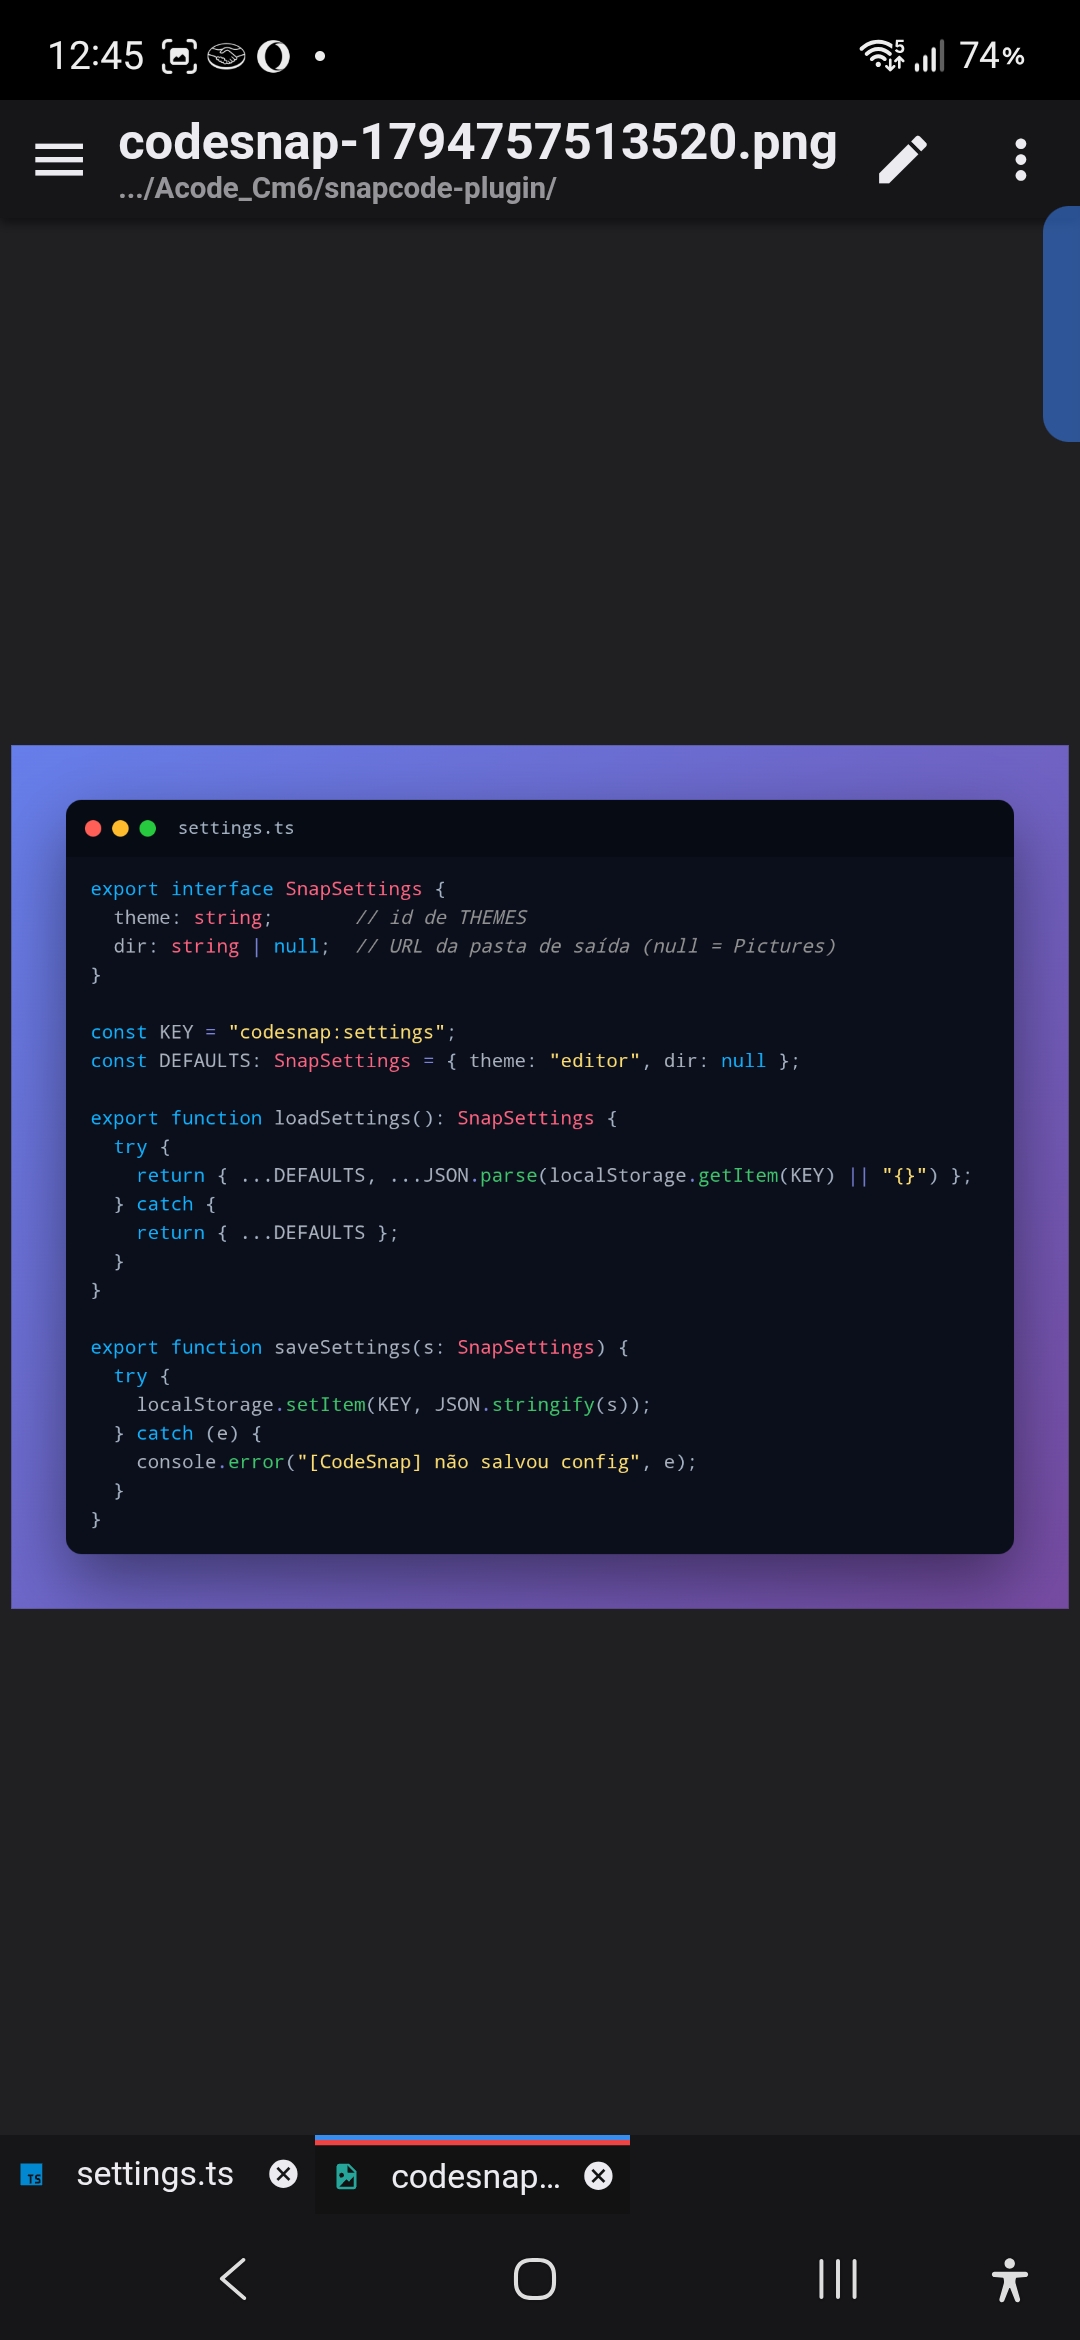 12:45
5
74%
codesnap-1794757513520.png
.../Acode_Cm6/snapcode-plugin/
settings.ts
export interface SnapSettings {
  theme: string;       // id de THEMES
  dir: string | null;  // URL da pasta de saída (null = Pictures)
}
const KEY = "codesnap:settings";
const DEFAULTS: SnapSettings = { theme: "editor", dir: null };
export function loadSettings(): SnapSettings {
  try {
    return { ...DEFAULTS, ...JSON.parse(localStorage.getItem(KEY) || "{}") };
  } catch {
    return { ...DEFAULTS };
  }
}
export function saveSettings(s: SnapSettings) {
  try {
    localStorage.setItem(KEY, JSON.stringify(s));
  } catch (e) {
    console.error("[CodeSnap] não salvou config", e);
  }
}
TS settings.ts
codesnap...